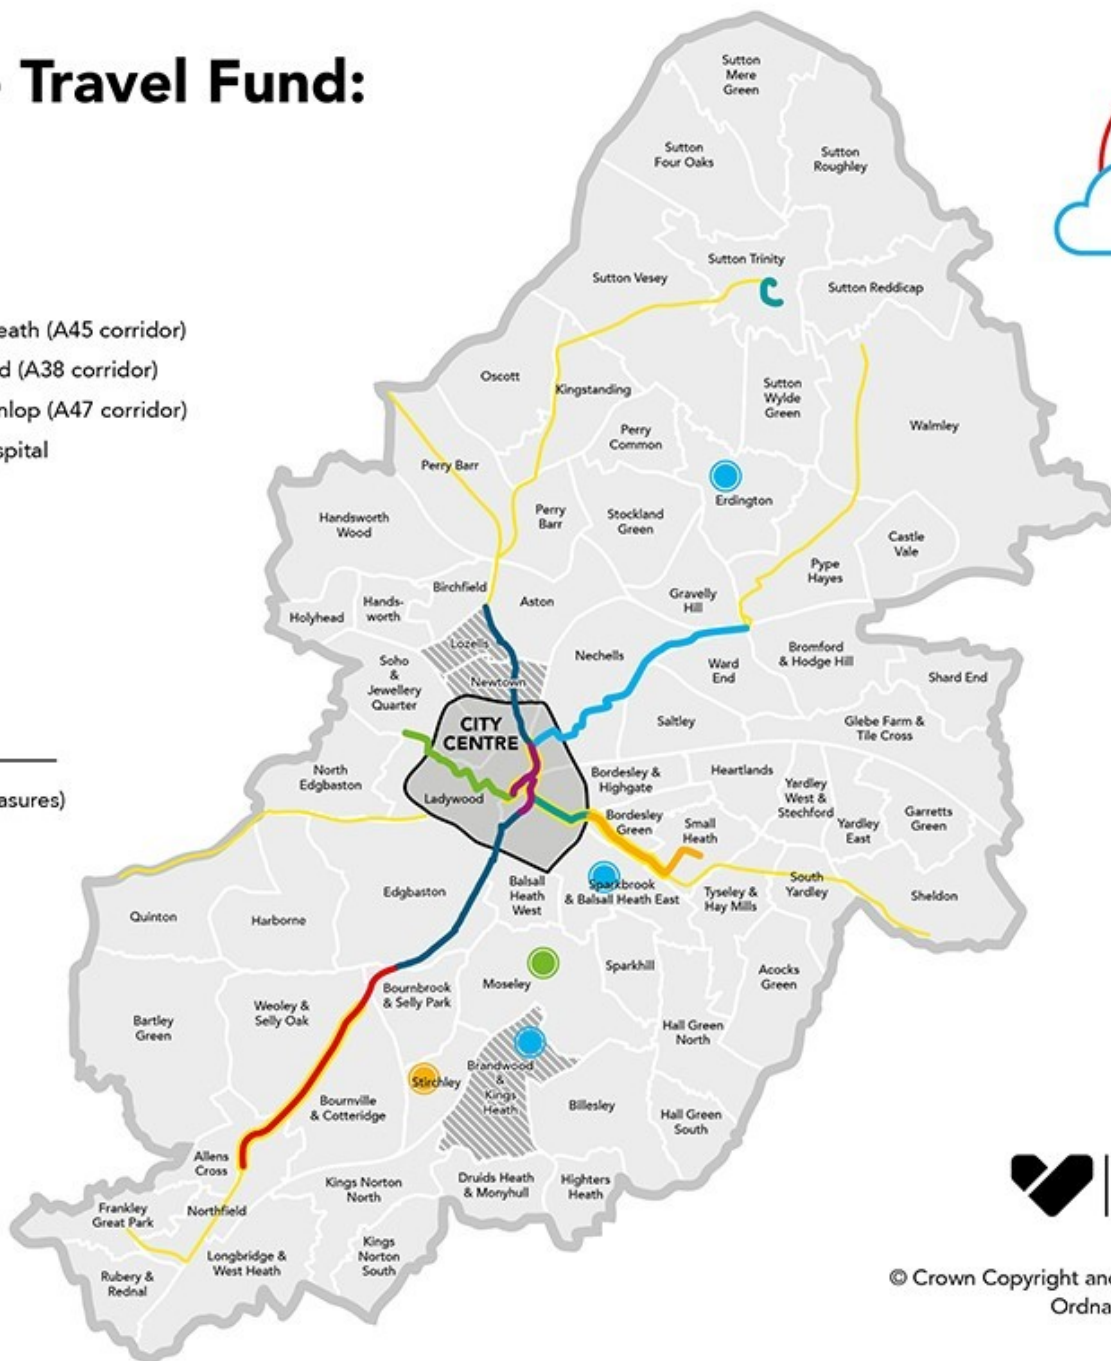 Travel Fund:
eath (A45 corridor)
d (A38 corridor)
nlop (A47 corridor)
spital
asures)
Sutton
Mere
Green
Sutton
Four Oaks
Sutton
Roughley
Sutton Trinity
Sutton Vesey
Sutton Reddicap
Oscott
Kingstanding
Sutton
Wylde
Green
Walmley
Perry
Common
Perry Barr
Erdington
Handsworth
Wood
Perry
Barr
Stockland
Green
Castle
Vale
Pype
Hayes
Birchfield
Aston
Gravelly
Hill
Holyhead
Hands-
worth
Lozells
Nechells
Bromford
& Hodge Hill
Soho
&
Jewellery
Quarter
Newtown
Ward
End
Shard End
CITY
CENTRE
Saltley
Glebe Farm &
Tile Cross
North
Edgbaston
Ladywood
Bordesley &
Highgate
Heartlands
Yardley
West &
Stechford
Bordesley
Green
Small
Heath
Yardley
East
Garretts
Green
Edgbaston
Balsall
Heath
West
Sparkbrook
& Balsall Heath East
Tyseley &
Hay Mills
South
Yardley
Sheldon
Quinton
Harborne
Moseley
Sparkhill
Acocks
Green
Bournbrook
& Selly Park
Weoley &
Selly Oak
Bartley
Green
Hall Green
North
Stirchley
Brandwood
&
Kings
Heath
Billesley
Hall Green
South
Bournville
& Cotteridge
Allens
Cross
Kings Norton
North
Druids Heath
& Monyhull
Highters
Heath
Frankley
Great Park
Northfield
Longbridge &
West Heath
Kings
Norton
South
Rubery &
Rednal
© Crown Copyright and
Ordna